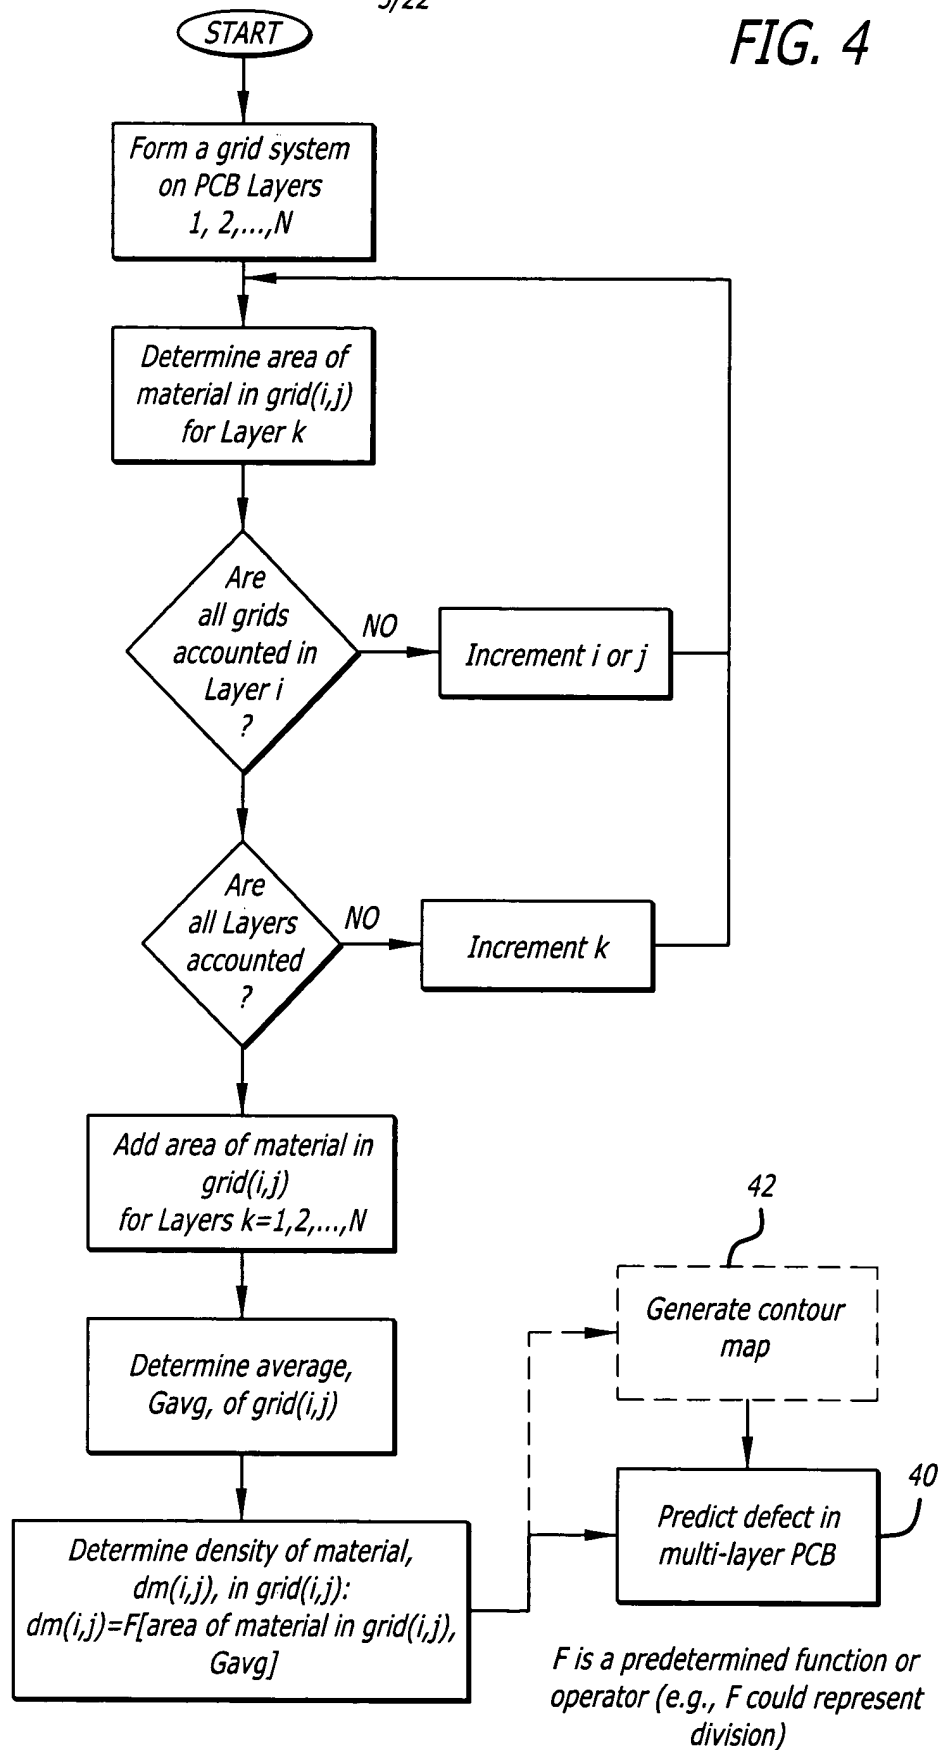 START
FIG. 4
Form a grid system
on PCB Layers
1, 2,...,N
Determine area of
material in grid(i,j)
for Layer k
Are
all grids
accounted in
Layer i
?
NO
Increment i or j
Are
all Layers
accounted
?
NO
Increment k
Add area of material in
grid(i,j)
for Layers k=1,2,...,N
Determine average,
Gavg, of grid(i,j)
Determine density of material,
dm(i,j), in grid(i,j):
dm(i,j)=F[area of material in grid(i,j),
Gavg]
42
Generate contour
map
40
Predict defect in
multi-layer PCB
F is a predetermined function or
operator (e.g., F could represent
division)